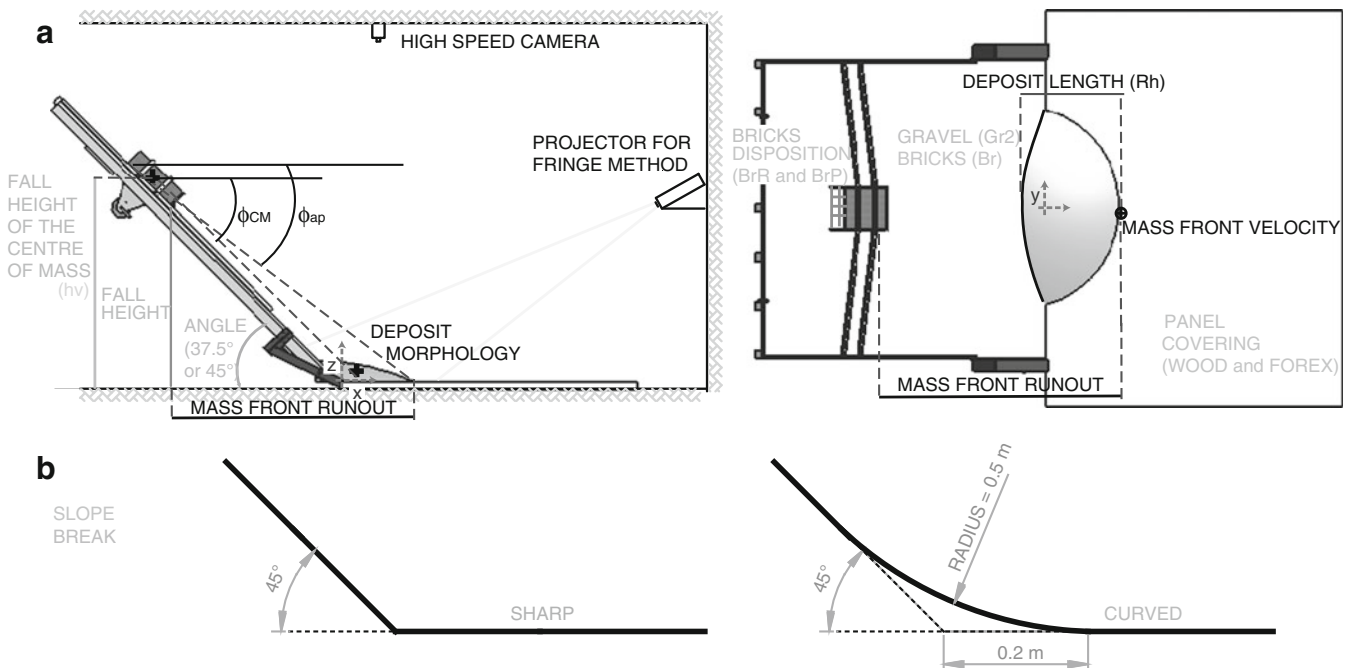 a
HIGH SPEED CAMERA
PROJECTOR FOR
FRINGE METHOD
FALL
HEIGHT
OF THE
CENTRE
OF MASS
(hv)
FALL
HEIGHT
ϕCM
ϕap
ANGLE
(37.5°
or 45°)
DEPOSIT
MORPHOLOGY
z
x
MASS FRONT RUNOUT
DEPOSIT LENGTH (Rh)
BRICKS
DISPOSITION
(BrR and BrP)
GRAVEL (Gr2)
BRICKS (Br)
y
MASS FRONT VELOCITY
PANEL
COVERING
(WOOD and FOREX)
MASS FRONT RUNOUT
b
SLOPE
BREAK
45°
SHARP
45°
RADIUS = 0.5 m
CURVED
0.2 m